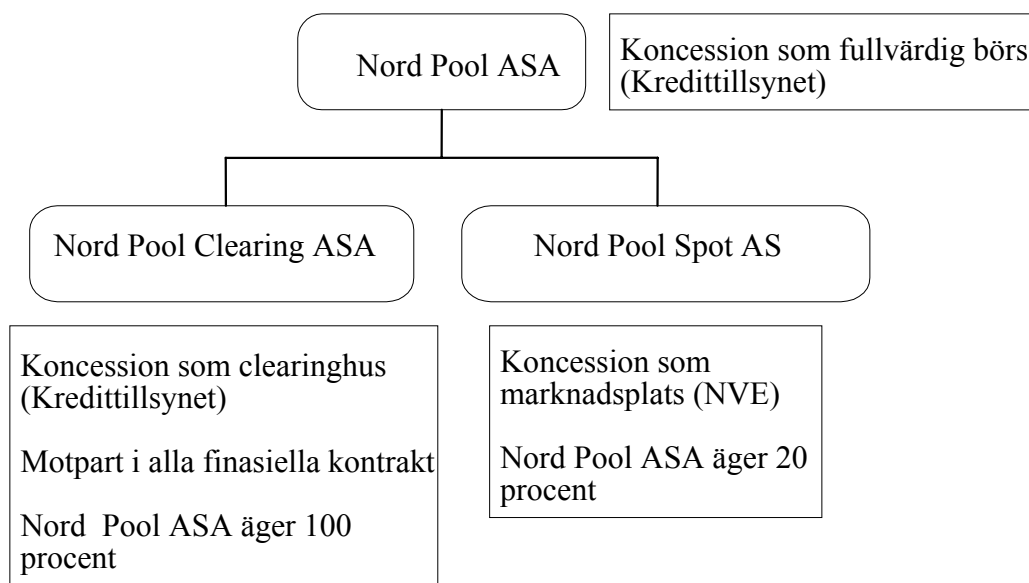 Nord Pool ASA
Koncession som fullvärdig börs
(Kredittillsynet)
Nord Pool Clearing ASA
Nord Pool Spot AS
Koncession som clearinghus
(Kredittillsynet)
Motpart i alla finasiella kontrakt
Nord Pool ASA äger 100
procent
Koncession som
marknadsplats (NVE)
Nord Pool ASA äger 20
procent